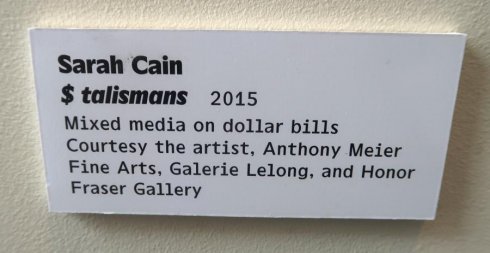 Sarah Cain
$ talismans 2015
Mixed media on dollar bills
Courtesy the artist, Anthony Meier
Fine Arts, Galerie Lelong, and Honor
Fraser Gallery